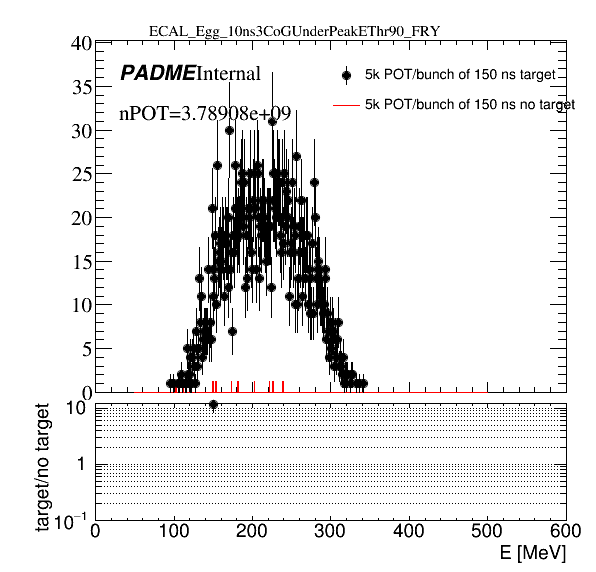 ECAL_Egg_10ns3CoGUnderPeakEThr90_FRY
40
35
30
25
20
15
10
5
0
PADME Internal
nPOT=3.78908e+09
5k POT/bunch of 150 ns target
5k POT/bunch of 150 ns no target
target/no target
10
1
10⁻¹
0 100 200 300 400 500 600
E [MeV]